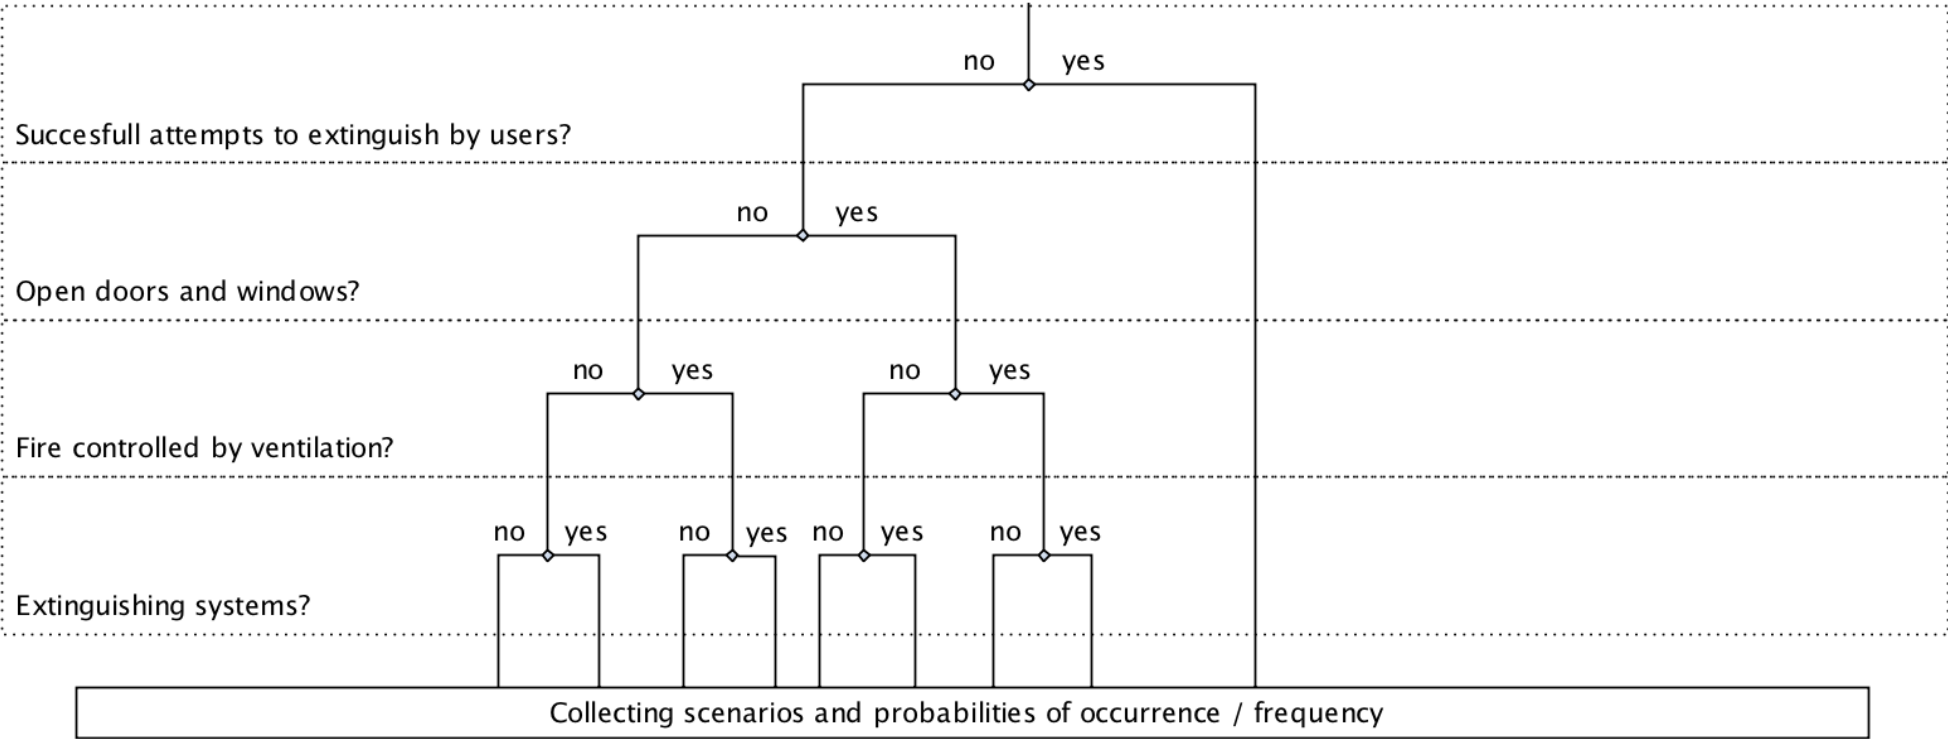 no yes
Succesfull attempts to extinguish by users?
no yes
Open doors and windows?
no yes no yes
Fire controlled by ventilation?
no yes no yes no yes no yes
Extinguishing systems?
Collecting scenarios and probabilities of occurrence / frequency